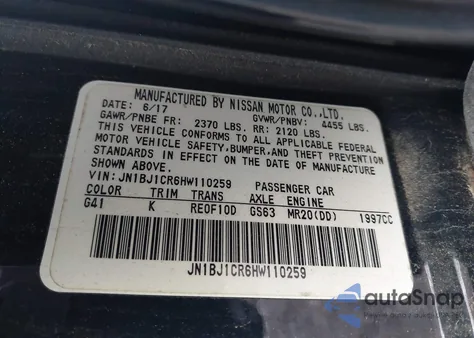 MANUFACTURED BY NISSAN MOTOR CO.,LTD.
DATE: 6/17 GVWR/PNBV: 4455 LBS.
GAWR/PNBE FR: 2370 LBS. RR: 2120 LBS.
THIS VEHICLE CONFORMS TO ALL APPLICABLE FEDERAL
MOTOR VEHICLE SAFETY,BUMPER,AND THEFT PREVENTION
STANDARDS IN EFFECT ON THE DATE OF MANUFACTURE
SHOWN ABOVE.
VIN: JN1BJ1CR6HW110259 PASSENGER CAR
COLOR TRIM TRANS AXLE ENGINE
G41 K RE0F10D GS63 MR20(DD) 1997CC
JN1BJ1CR6HW110259
autoSnap